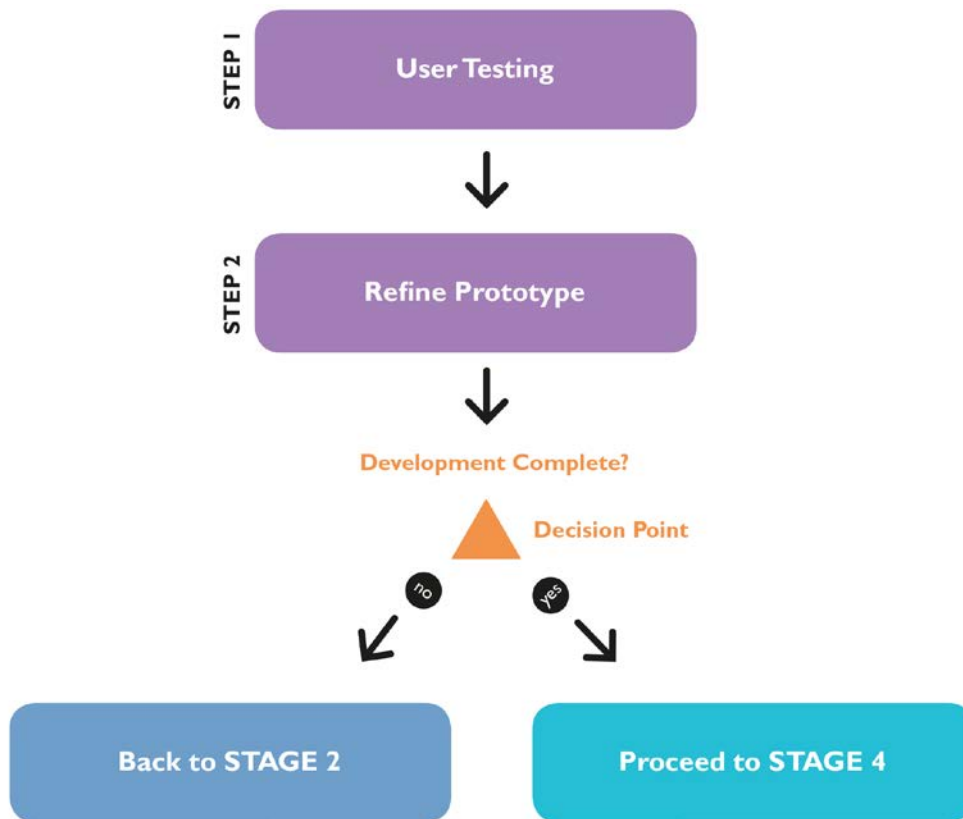 STEP 1
User Testing
STEP 2
Refine Prototype
Development Complete?
Decision Point
no
yes
Back to STAGE 2
Proceed to STAGE 4